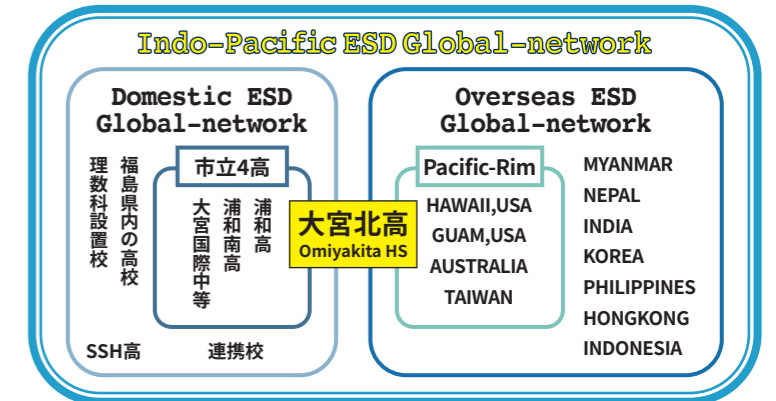 Indo-Pacific ESD Global-network
Domestic ESD
Global-network
福島県内の高校
理数科設置校
市立4高
浦和高
浦和南高
大宮国際中等
SSH高
連携校
大宮北高
Omiyakita HS
Overseas ESD
Global-network
Pacific-Rim
HAWAII,USA
GUAM,USA
AUSTRALIA
TAIWAN
MYANMAR
NEPAL
INDIA
KOREA
PHILIPPINES
HONGKONG
INDONESIA